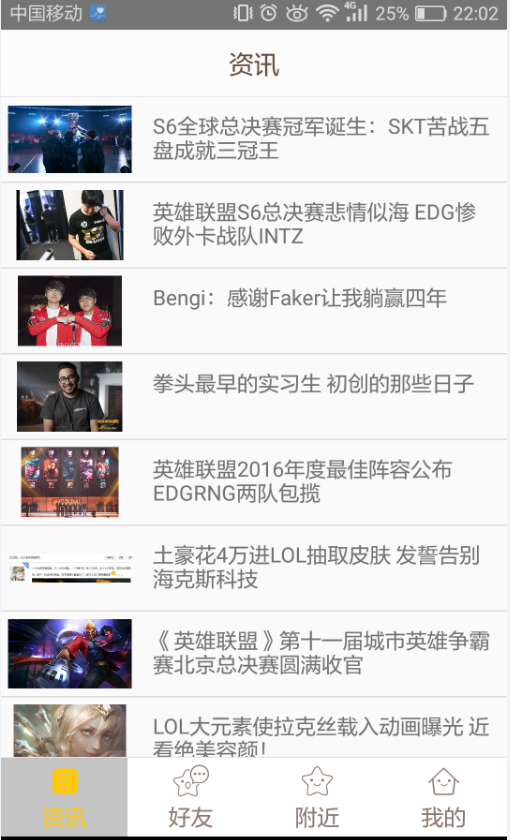 中国移动 4G 25% 22:02
资讯
S6全球总决赛冠军诞生：SKT苦战五
盘成就三冠王
英雄联盟S6总决赛悲情似海 EDG惨
败外卡战队INTZ
Bengi：感谢Faker让我躺赢四年
拳头最早的实习生 初创的那些日子
英雄联盟2016年度最佳阵容公布
EDGRNG两队包揽
土豪花4万进LOL抽取皮肤 发誓告别
海克斯科技
《英雄联盟》第十一届城市英雄争霸
赛北京总决赛圆满收官
LOL大元素使拉克丝载入动画曝光 近
看绝美容颜！
资讯 好友 附近 我的